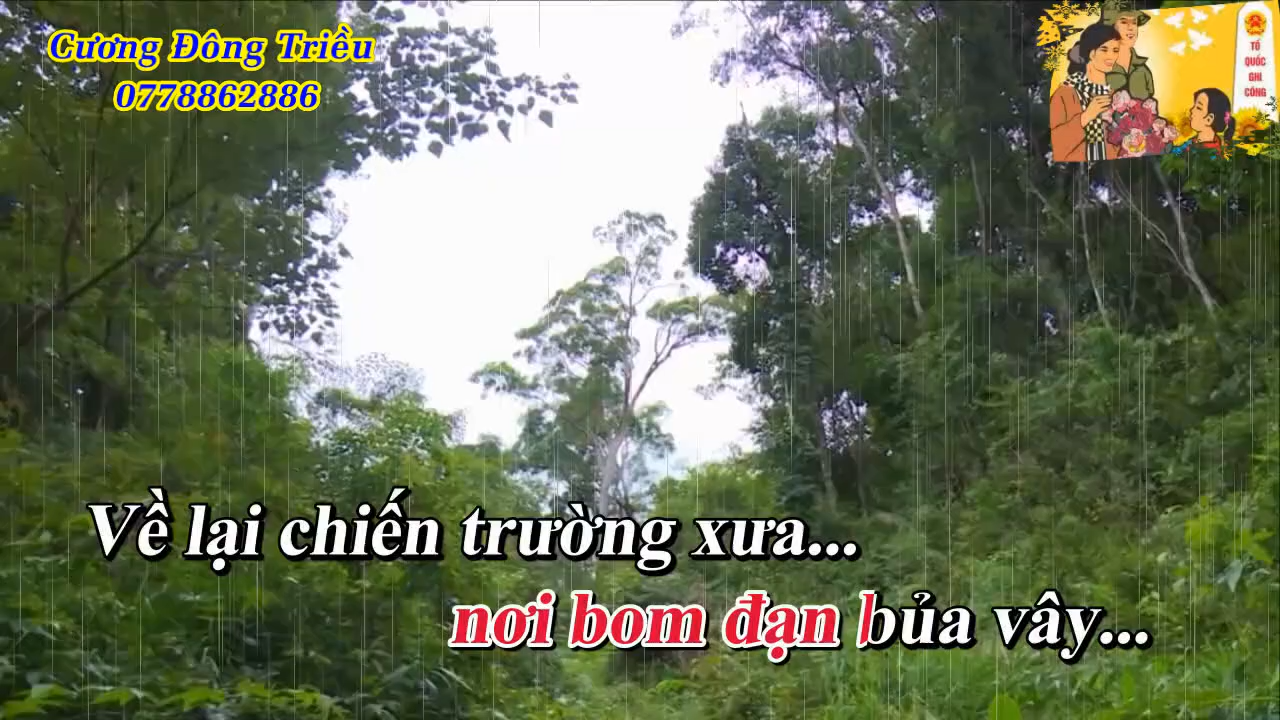 Cương Đông Triều
0778862886
TỔ
QUỐC
GHI
CÔNG
Về lại chiến trường xưa...
nơi bom đạn bủa vây...